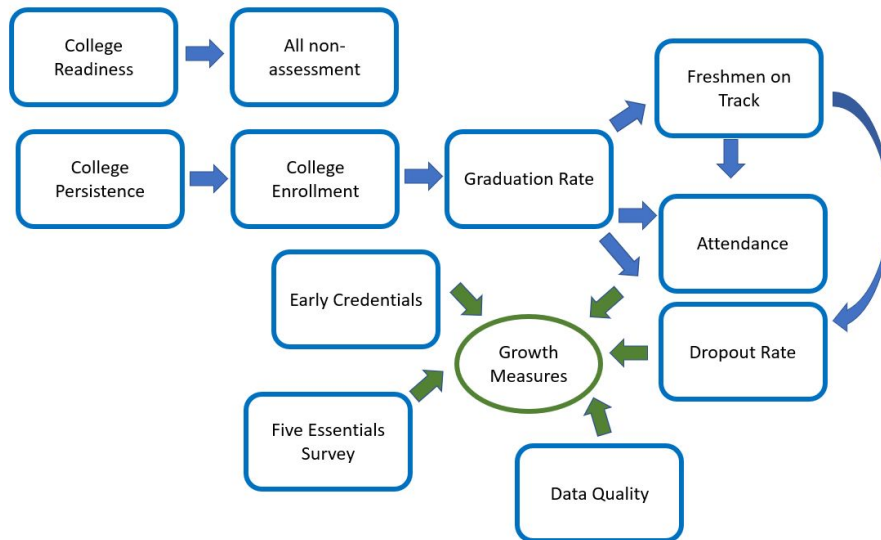 College
Readiness
All non-
assessment
Freshmen on
Track
College
Persistence
College
Enrollment
Graduation Rate
Attendance
Early Credentials
Growth
Measures
Dropout Rate
Five Essentials
Survey
Data Quality